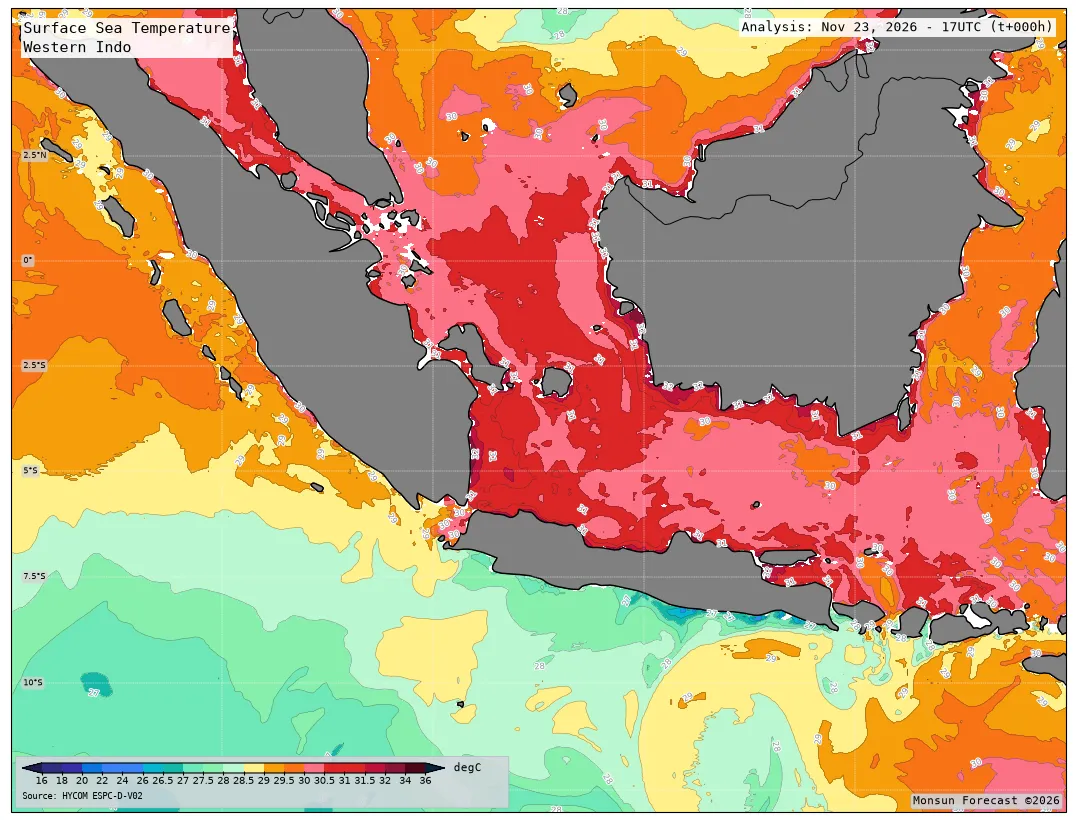 Surface Sea Temperature
Western Indo
Analysis: Nov 23, 2026 - 17UTC (t+000h)
2.5°N
0°
2.5°S
5°S
7.5°S
10°S
16 18 20 22 24 26 26.5 27 27.5 28 28.5 29 29.5 30 30.5 31 31.5 32 34 36
degC
Source: HYCOM ESPC-D-V02
Monsun Forecast ©2026